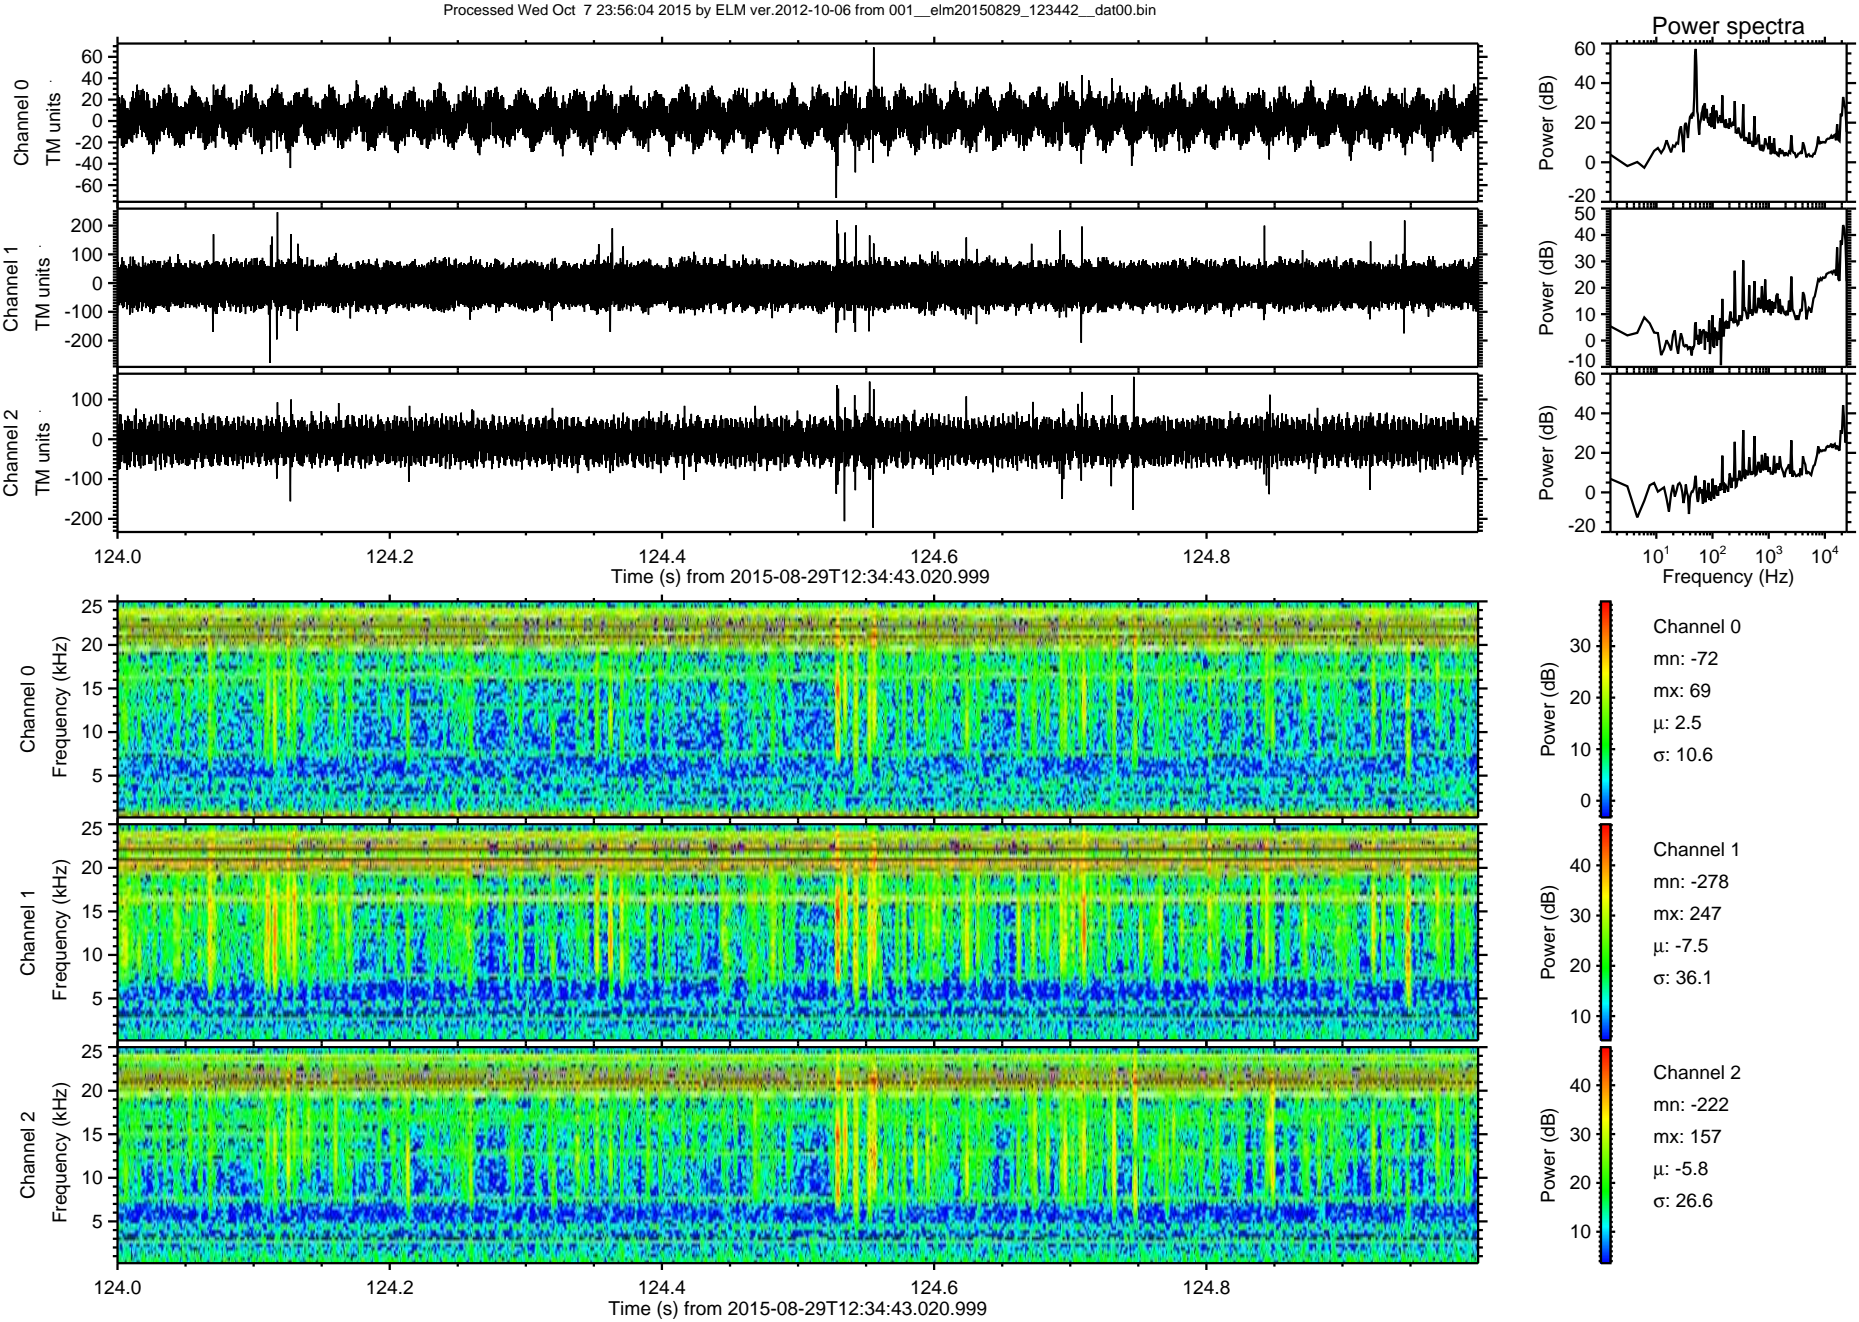 Processed Wed Oct  7 23:56:04 2015 by ELM ver.2012-10-06 from 001__elm20150829_123442__dat00.bin
Power spectra
Channel 0
TM units
60
40
20
0
-20
-40
-60
Power (dB)
60
40
20
0
-20
Channel 1
TM units
200
100
0
-100
-200
Power (dB)
50
40
30
20
10
0
-10
Channel 2
TM units
100
0
-100
-200
Power (dB)
60
40
20
0
-20
124.0 124.2 124.4 124.6 124.8
Time (s) from 2015-08-29T12:34:43.020.999
10^1 10^2 10^3 10^4
Frequency (Hz)
Channel 0
Frequency (kHz)
25
20
15
10
5
Power (dB)
30
20
10
0
Channel 0
mn: -72
mx: 69
μ: 2.5
σ: 10.6
Channel 1
Frequency (kHz)
25
20
15
10
5
Power (dB)
40
30
20
10
Channel 1
mn: -278
mx: 247
μ: -7.5
σ: 36.1
Channel 2
Frequency (kHz)
25
20
15
10
5
Power (dB)
40
30
20
10
Channel 2
mn: -222
mx: 157
μ: -5.8
σ: 26.6
124.0 124.2 124.4 124.6 124.8
Time (s) from 2015-08-29T12:34:43.020.999